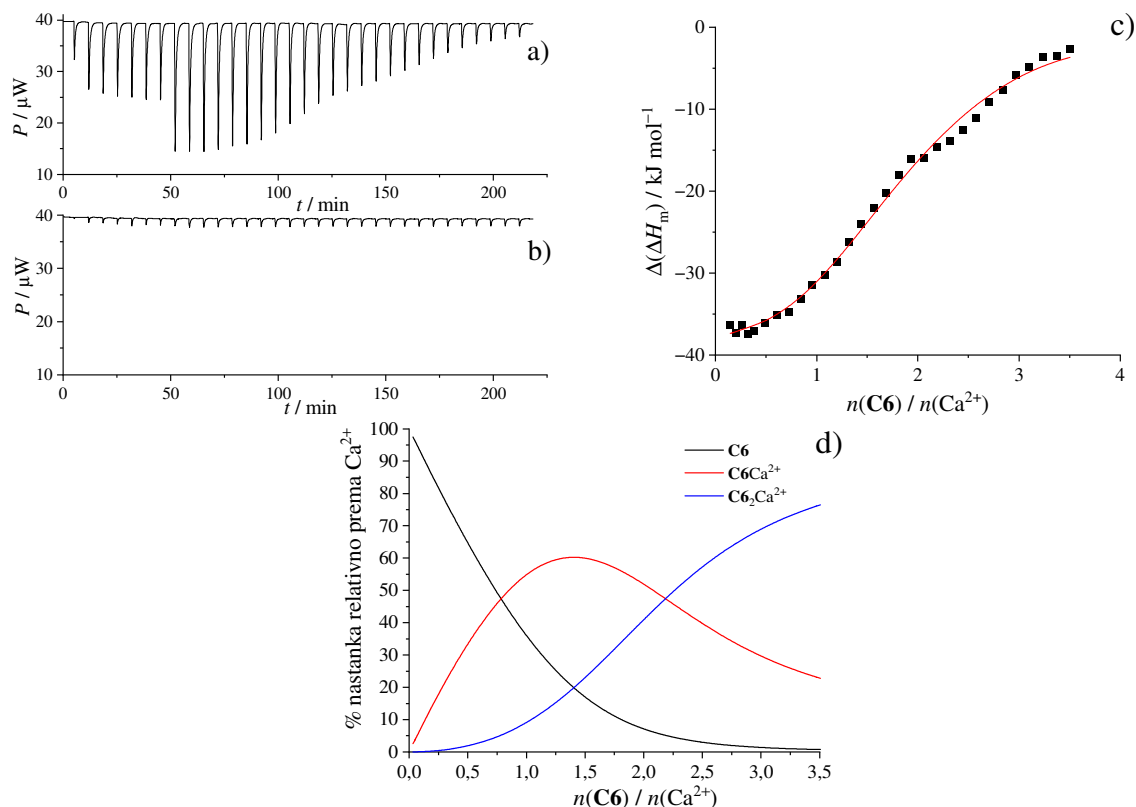 40
30
20
10
P / μW
a)
0 50 100 150 200
t / min
40
30
20
10
P / μW
b)
0 50 100 150 200
t / min
c)
0
−10
−20
−30
−40
Δ(ΔHm) / kJ mol−1
0 1 2 3 4
n(C6) / n(Ca2+)
d)
100
90
80
70
60
50
40
30
20
10
0
% nastanka relativno prema Ca2+
C6
C6Ca2+
C62Ca2+
0,0 0,5 1,0 1,5 2,0 2,5 3,0 3,5
n(C6) / n(Ca2+)